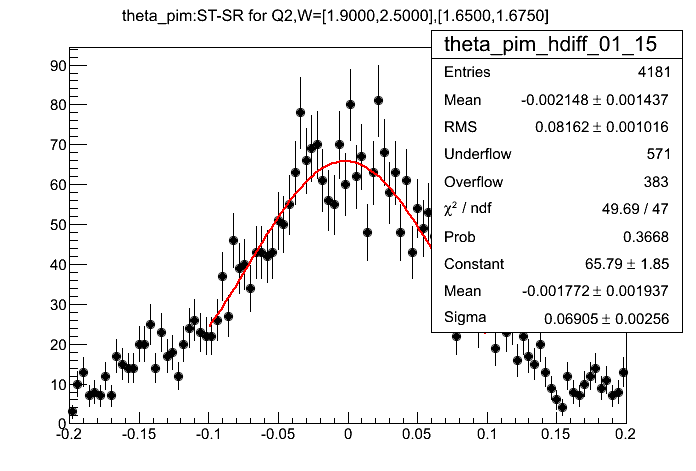 theta_pim:ST-SR for Q2,W=[1.9000,2.5000],[1.6500,1.6750]
theta_pim_hdiff_01_15
Entries 4181
Mean -0.002148 ± 0.001437
RMS 0.08162 ± 0.001016
Underflow 571
Overflow 383
χ² / ndf 49.69 / 47
Prob 0.3668
Constant 65.79 ± 1.85
Mean -0.001772 ± 0.001937
Sigma 0.06905 ± 0.00256
90
80
70
60
50
40
30
20
10
0
-0.2 -0.15 -0.1 -0.05 0 0.05 0.1 0.15 0.2